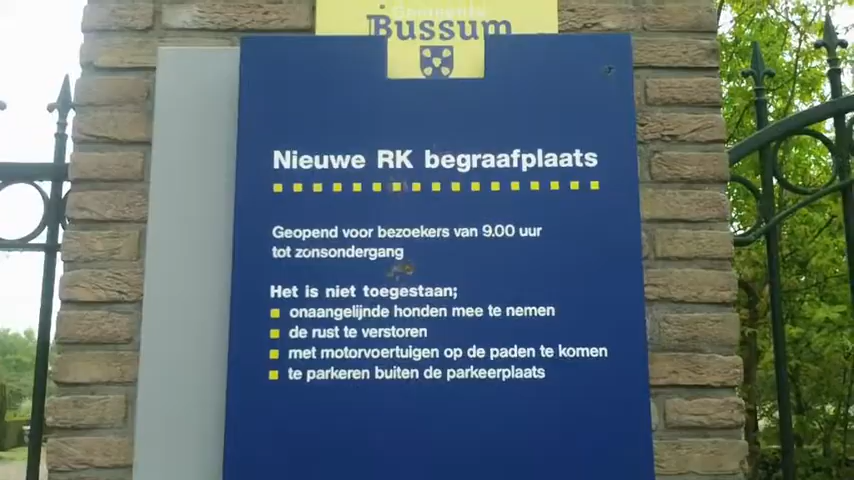 Gemeente
Bussum
Nieuwe RK begraafplaats
Geopend voor bezoekers van 9.00 uur
tot zonsondergang
Het is niet toegestaan;
onaangelijnde honden mee te nemen
de rust te verstoren
met motorvoertuigen op de paden te komen
te parkeren buiten de parkeerplaats